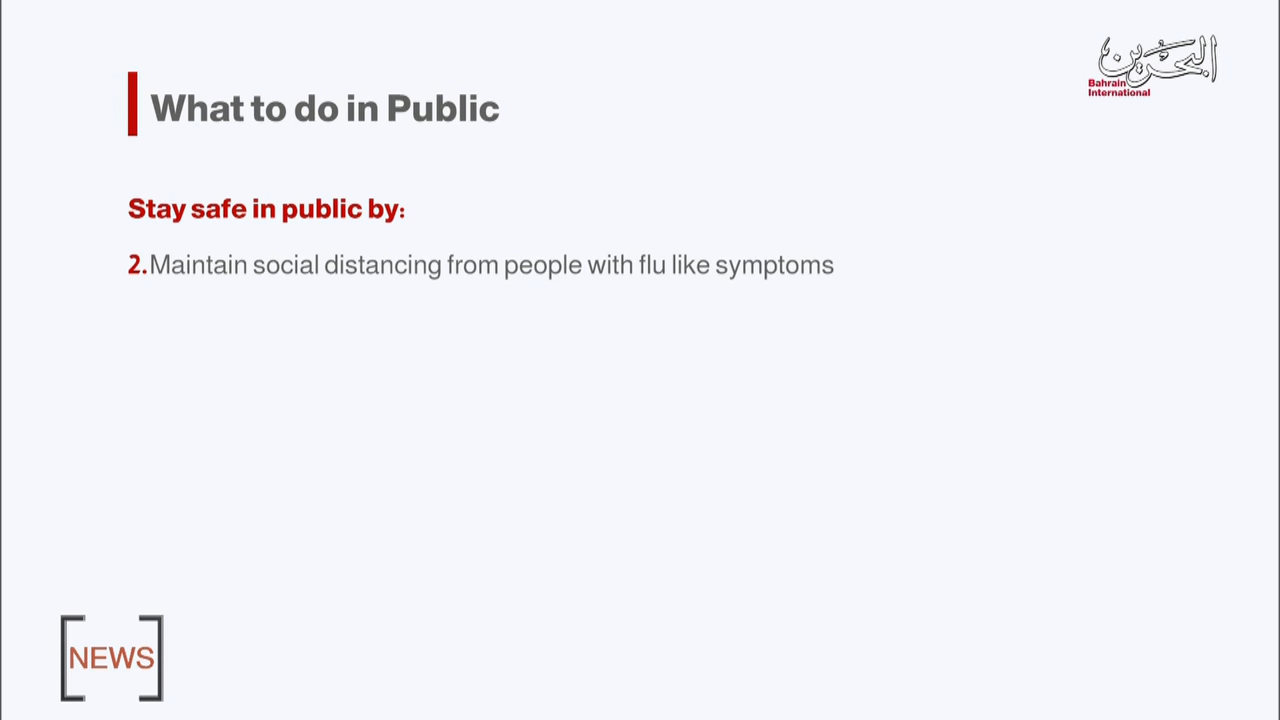 البحرين
Bahrain
International
What to do in Public
Stay safe in public by:
2.Maintain social distancing from people with flu like symptoms
NEWS